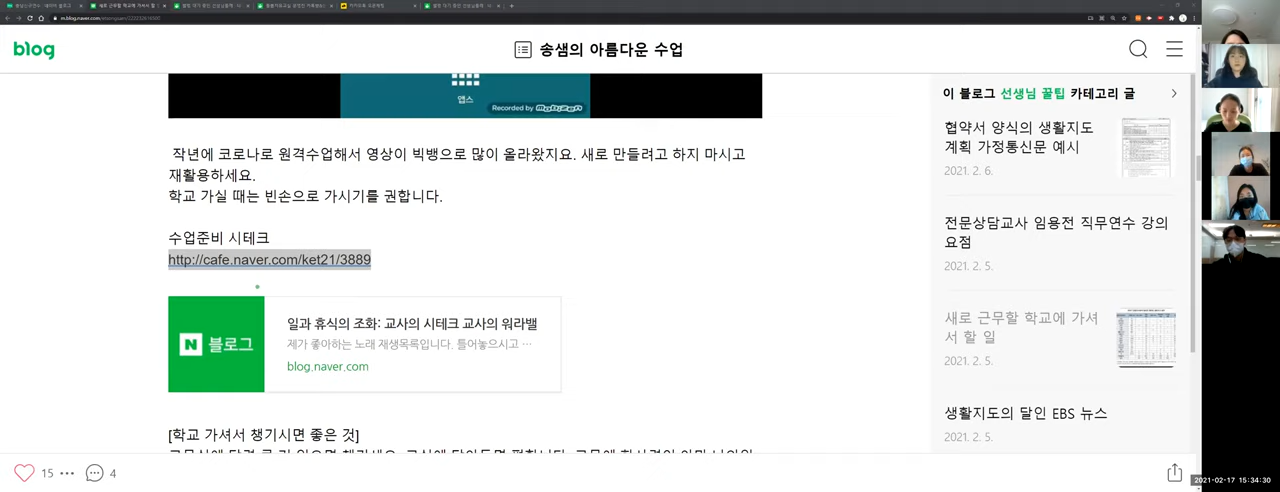 m.blog.naver.com
blog
송샘의 아름다운 수업
앱스
Recorded by mobizen
작년에 코로나로 원격수업해서 영상이 빅뱅으로 많이 올라왔지요. 새로 만들려고 하지 마시고
재활용하세요.
학교 가실 때는 빈손으로 가시기를 권합니다.
수업준비 시테크
http://cafe.naver.com/ket21/3889
N 블로그
일과 휴식의 조화: 교사의 시테크 교사의 워라밸
제가 좋아하는 노래 재생목록입니다. 틀어놓으시고 …
blog.naver.com
[학교 가셔서 챙기시면 좋은 것]
15
4
이 블로그 선생님 꿀팁 카테고리 글
협약서 양식의 생활지도
계획 가정통신문 예시
2021. 2. 6.
전문상담교사 임용전 직무연수 강의
요점
2021. 2. 5.
새로 근무할 학교에 가셔
서 할 일
2021. 2. 5.
생활지도의 달인 EBS 뉴스
2021. 2. 5.
2021-02-17 15:34:30